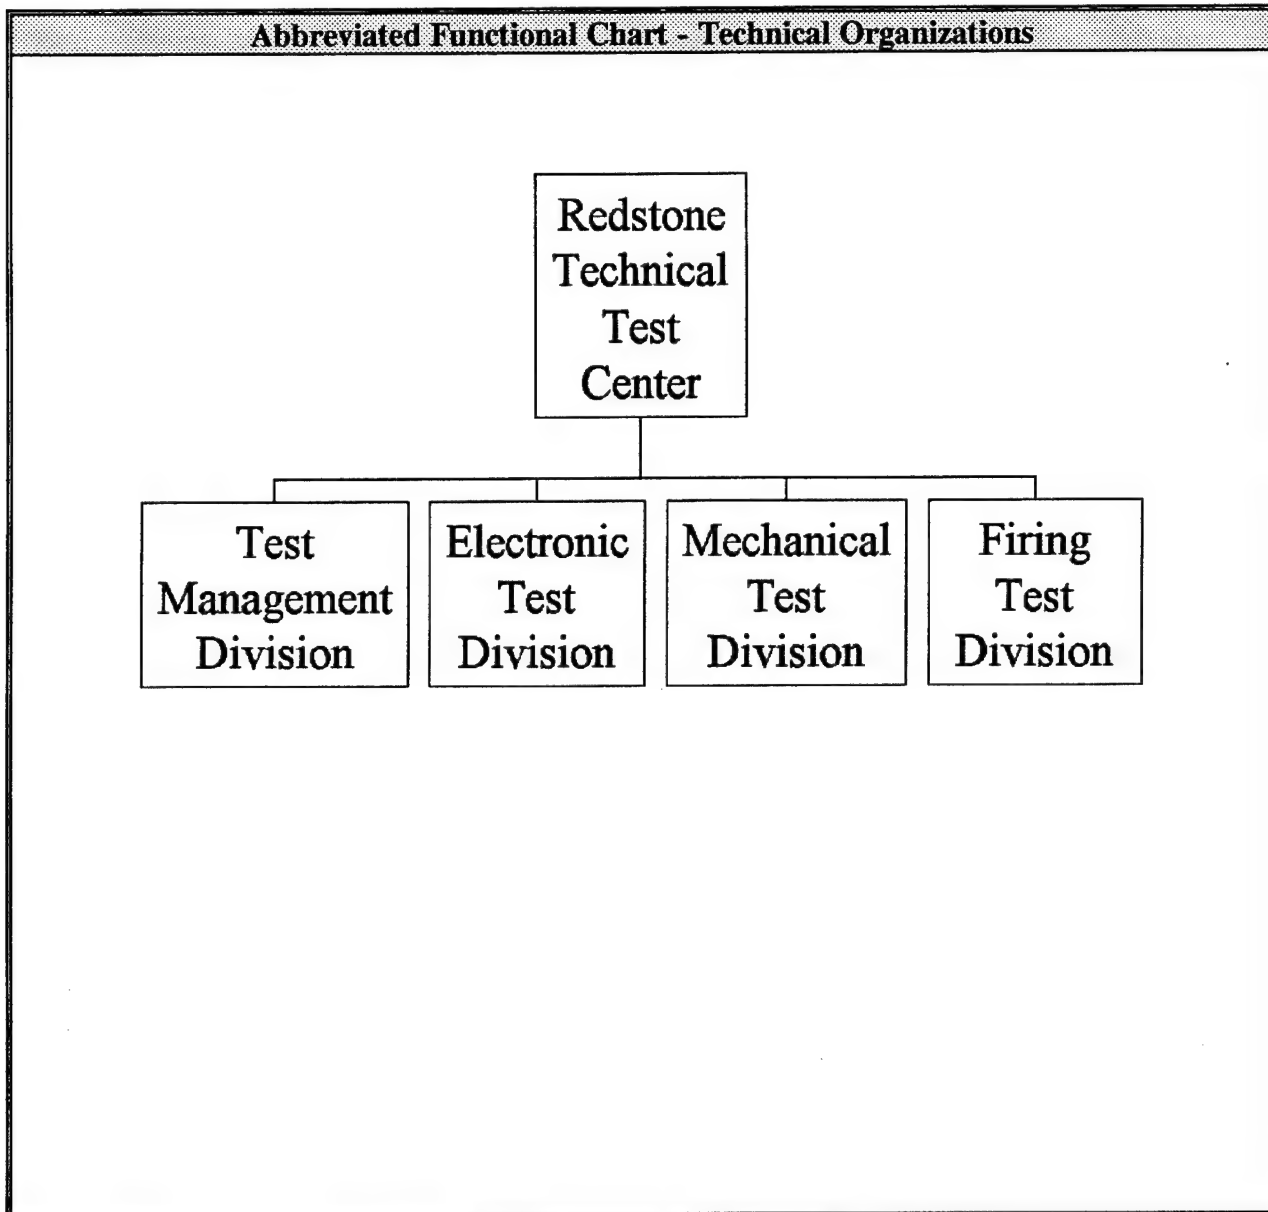 Abbreviated Functional Chart - Technical Organizations
Redstone
Technical
Test
Center
Test
Management
Division
Electronic
Test
Division
Mechanical
Test
Division
Firing
Test
Division